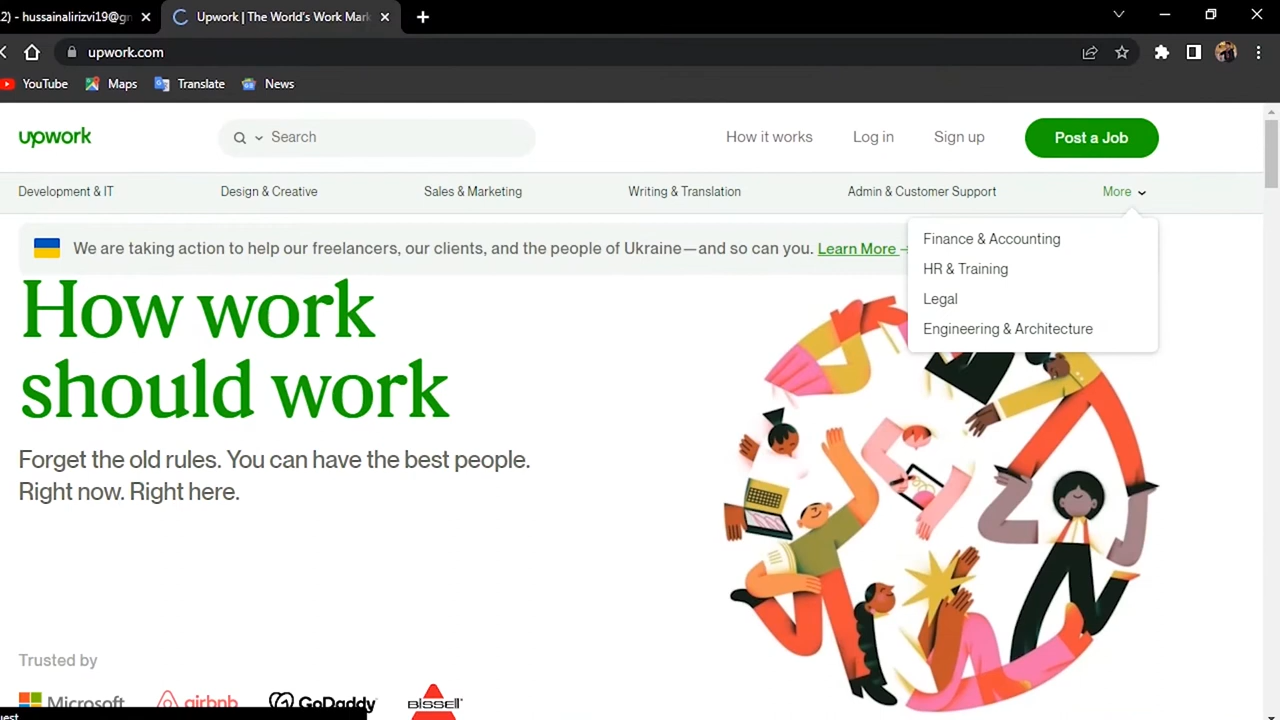 2) - hussainalirizvi19@gm
Upwork | The World's Work Mark
upwork.com
YouTube
Maps
Translate
News
upwork
Search
How it works
Log in
Sign up
Post a Job
Development & IT
Design & Creative
Sales & Marketing
Writing & Translation
Admin & Customer Support
More
We are taking action to help our freelancers, our clients, and the people of Ukraine—and so can you. Learn More →
Finance & Accounting
HR & Training
Legal
Engineering & Architecture
How work
should work
Forget the old rules. You can have the best people.
Right now. Right here.
Trusted by
Microsoft
airbnb
GoDaddy
BISSELL